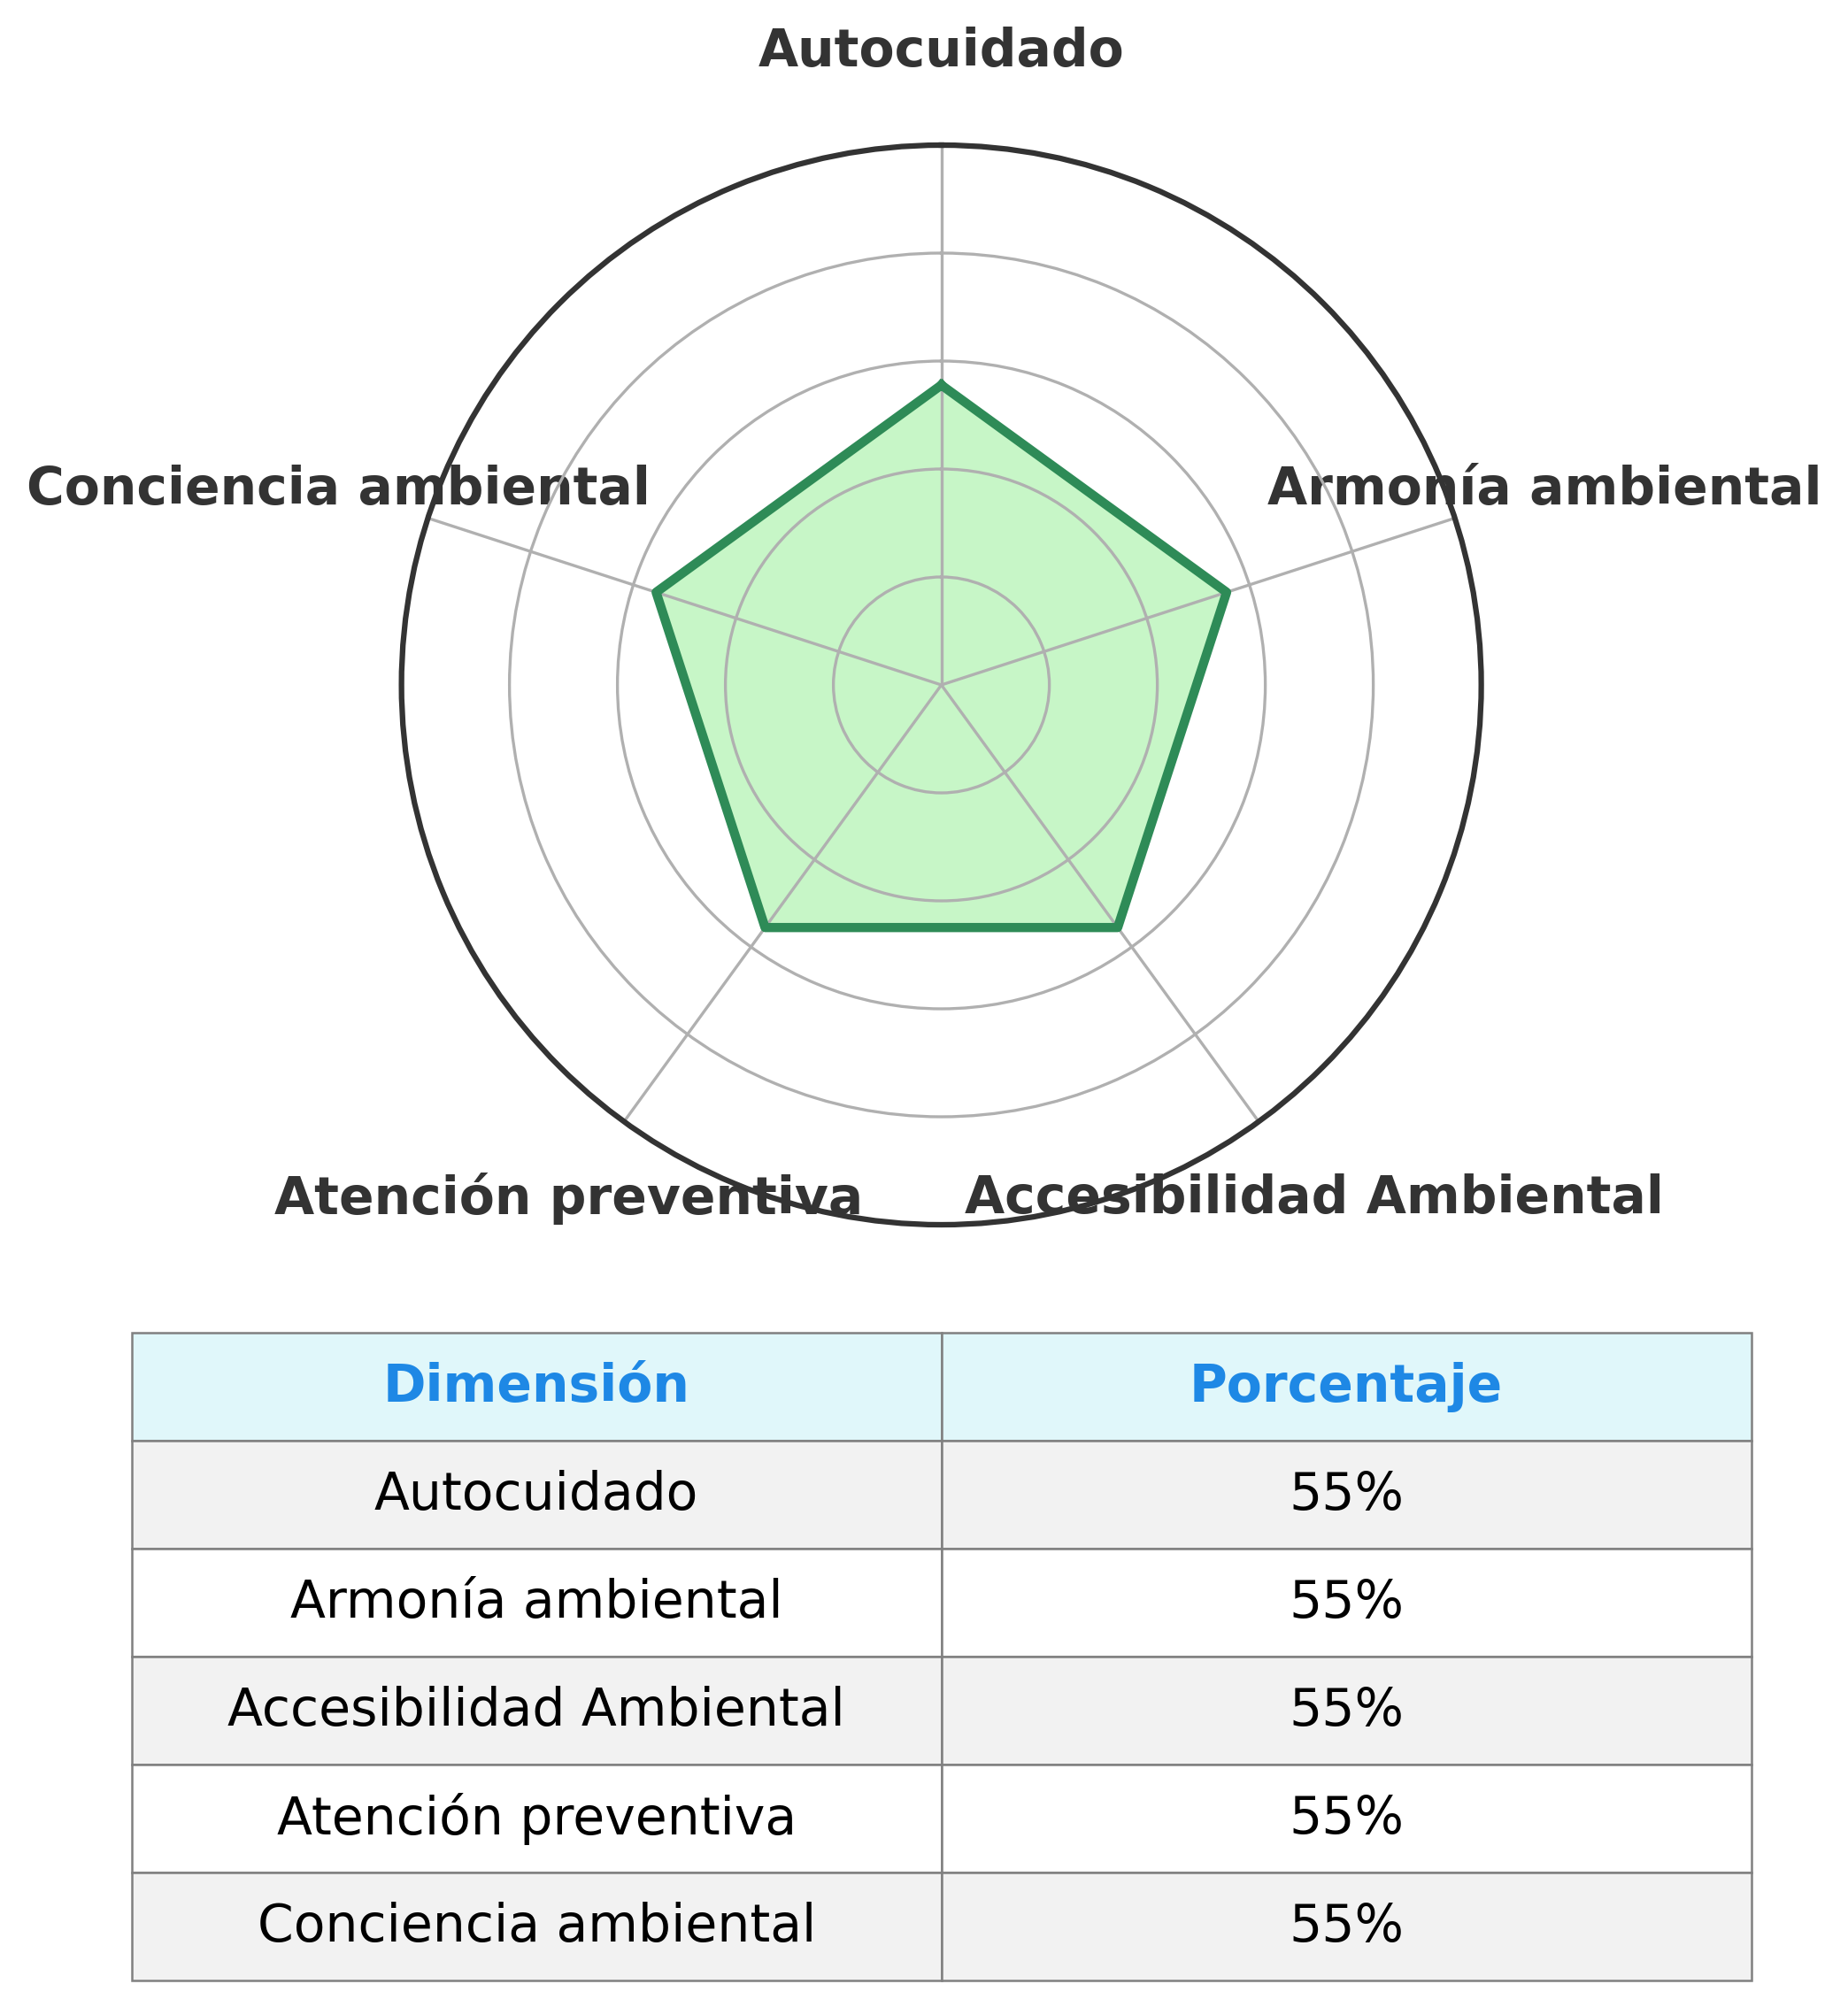 Autocuidado
Conciencia ambiental
Armonía ambiental
Atención preventiva
Accesibilidad Ambiental
Dimensión Porcentaje
Autocuidado 55%
Armonía ambiental 55%
Accesibilidad Ambiental 55%
Atención preventiva 55%
Conciencia ambiental 55%